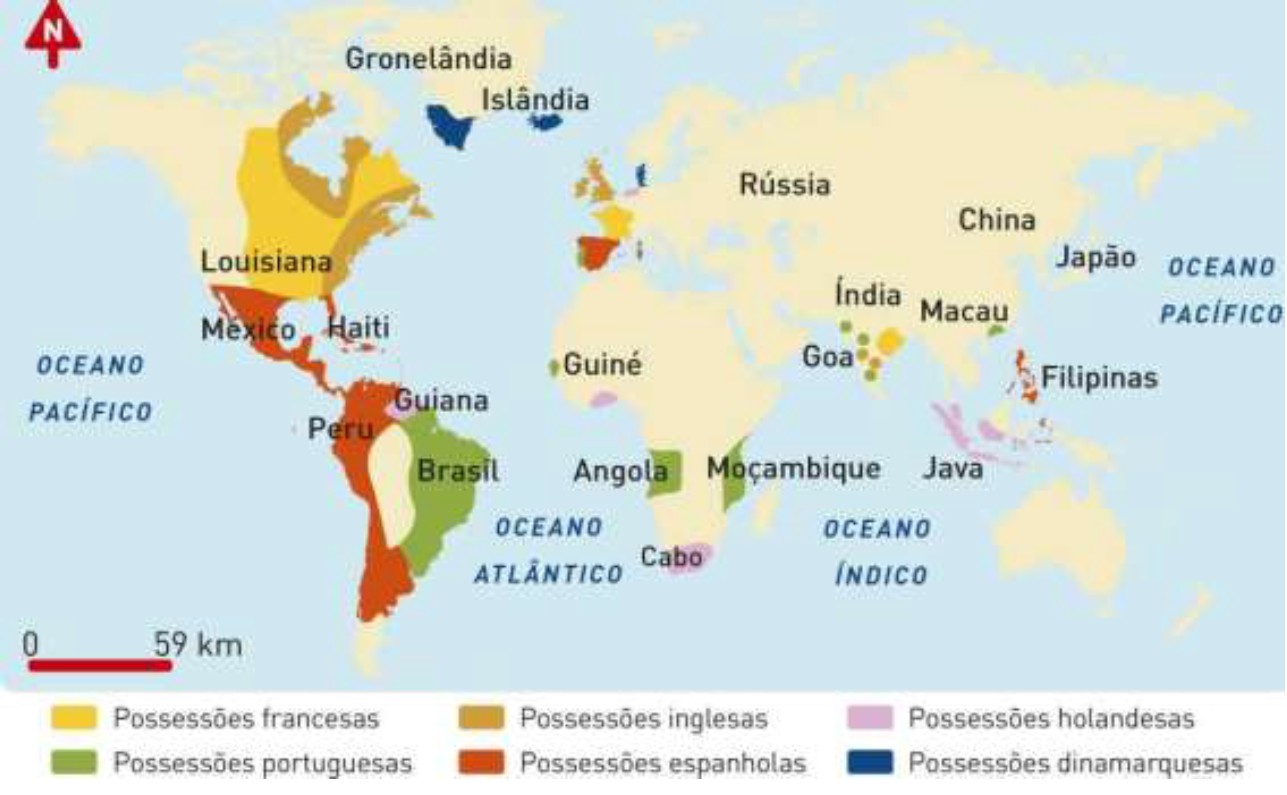 N
Gronelândia
Islândia
Rússia
China
Japão
OCEANO
PACÍFICO
Louisiana
Índia
Macau
México
Haiti
Goa
Guiné
Filipinas
OCEANO
PACÍFICO
Guiana
Peru
Brasil
Angola
Moçambique
Java
OCEANO
ATLÂNTICO
OCEANO
ÍNDICO
Cabo
0 59 km
Possessões francesas
Possessões inglesas
Possessões holandesas
Possessões portuguesas
Possessões espanholas
Possessões dinamarquesas